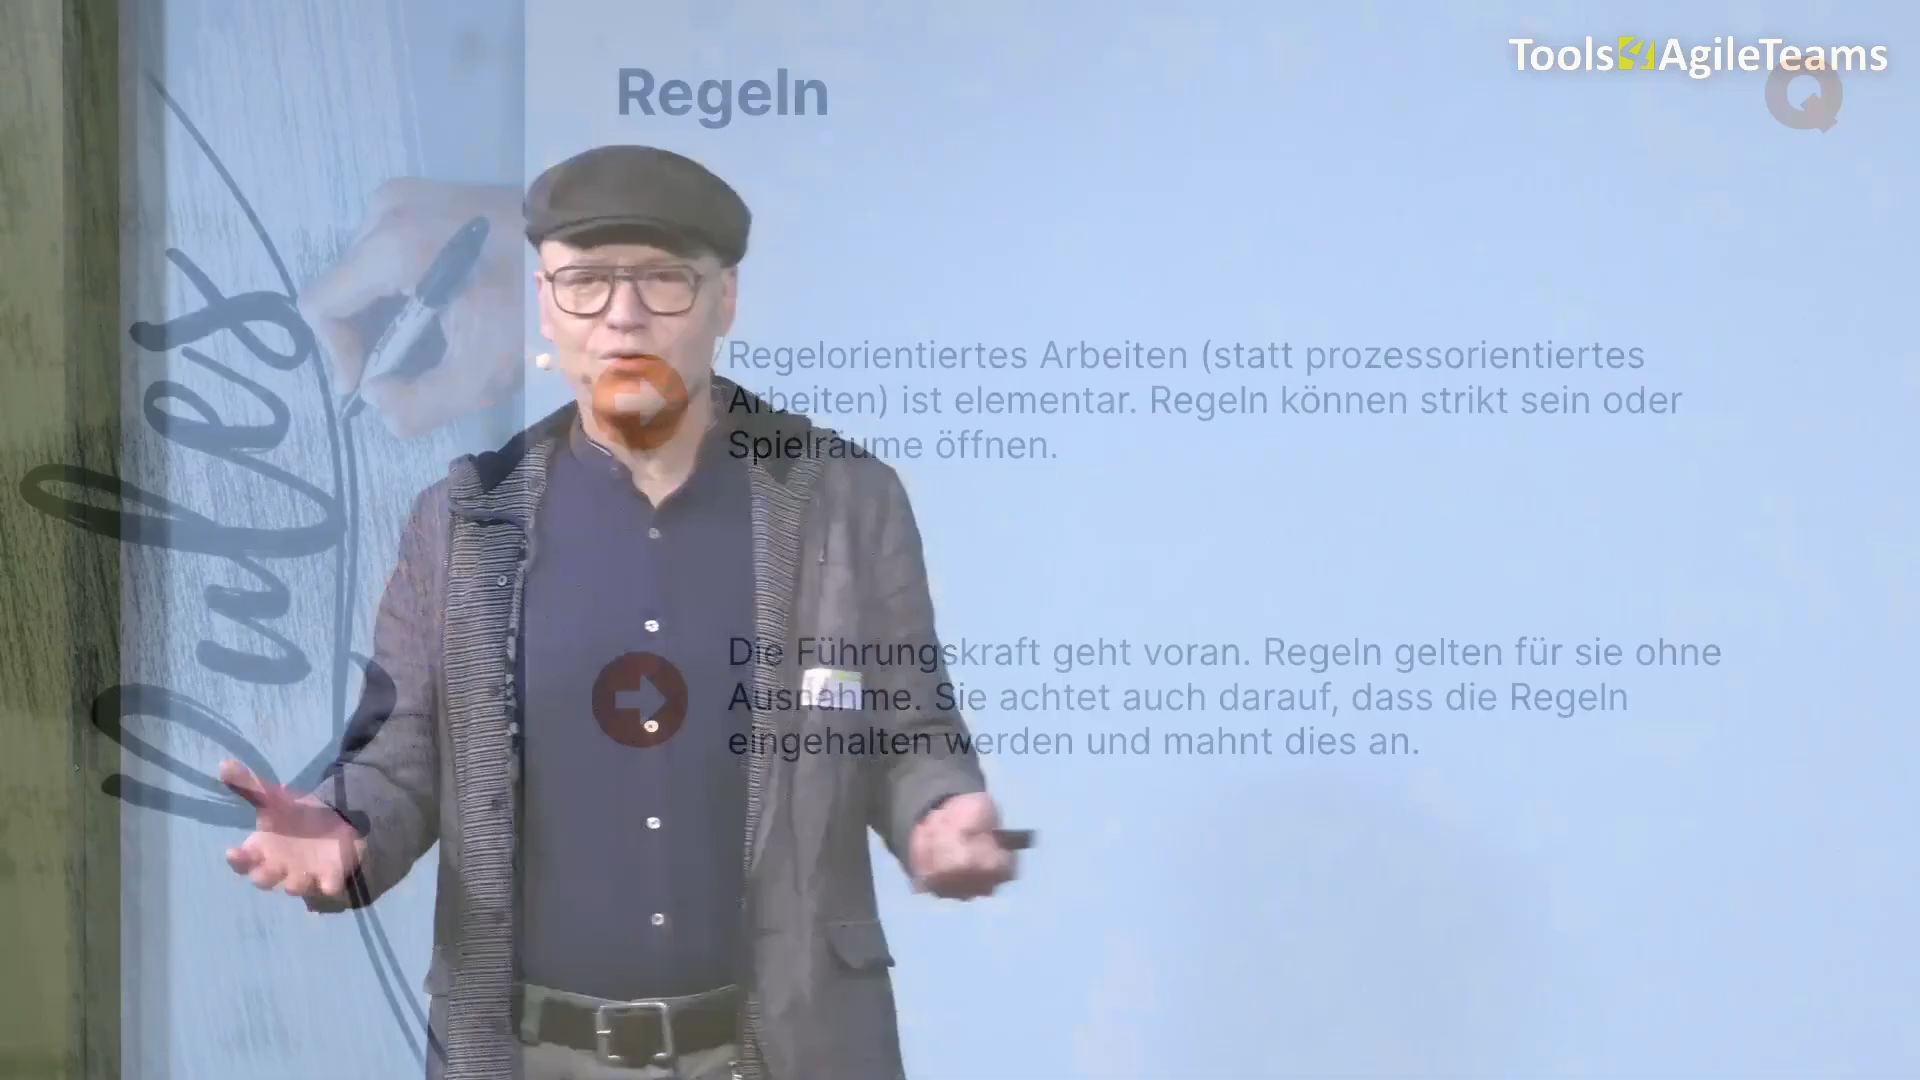 Tools4AgileTeams
Regeln
Rules
Regelorientiertes Arbeiten (statt prozessorientiertes
Arbeiten) ist elementar. Regeln können strikt sein oder
Spielräume öffnen.
Die Führungskraft geht voran. Regeln gelten für sie ohne
Ausnahme. Sie achtet auch darauf, dass die Regeln
eingehalten werden und mahnt dies an.